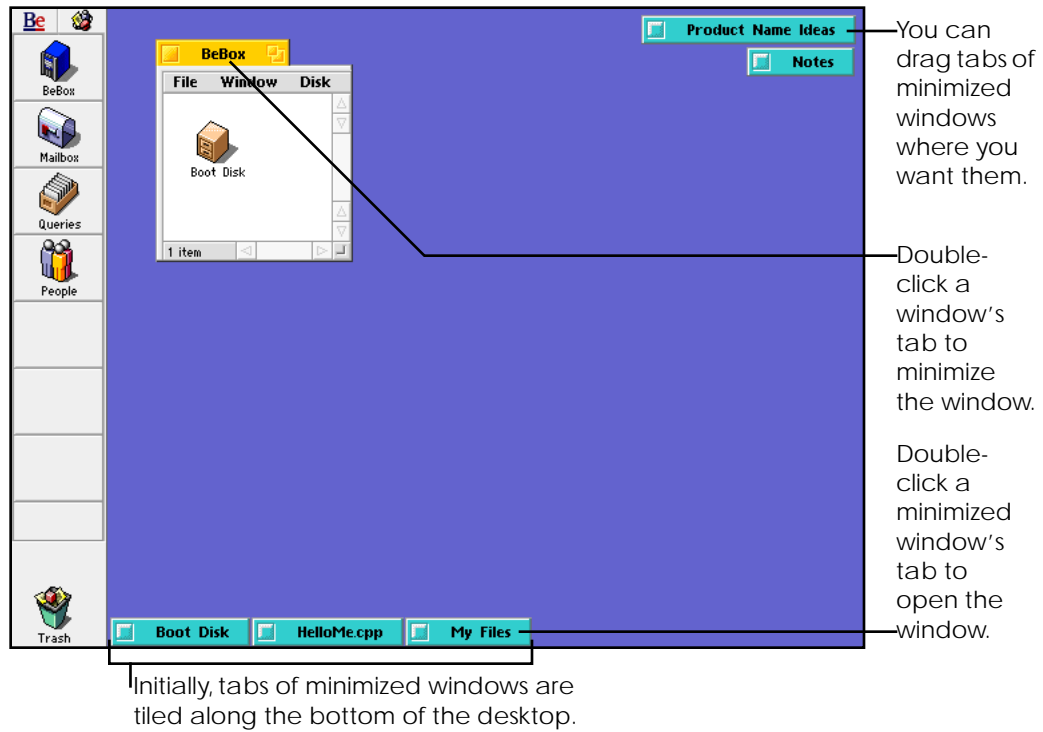 Be
BeBox
Mailbox
Queries
People
Trash
BeBox
File Window Disk
Boot Disk
1 item
Product Name Ideas
Notes
Boot Disk
HelloMe.cpp
My Files
You can
drag tabs of
minimized
windows
where you
want them.
Double-
click a
window's
tab to
minimize
the window.
Double-
click a
minimized
window's
tab to
open the
window.
Initially, tabs of minimized windows are
tiled along the bottom of the desktop.